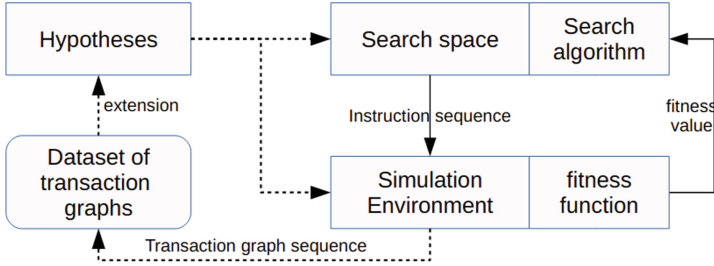 Hypotheses
Search space
Search
algorithm
extension
Instruction sequence
fitness
value
Dataset of
transaction
graphs
Simulation
Environment
fitness
function
Transaction graph sequence